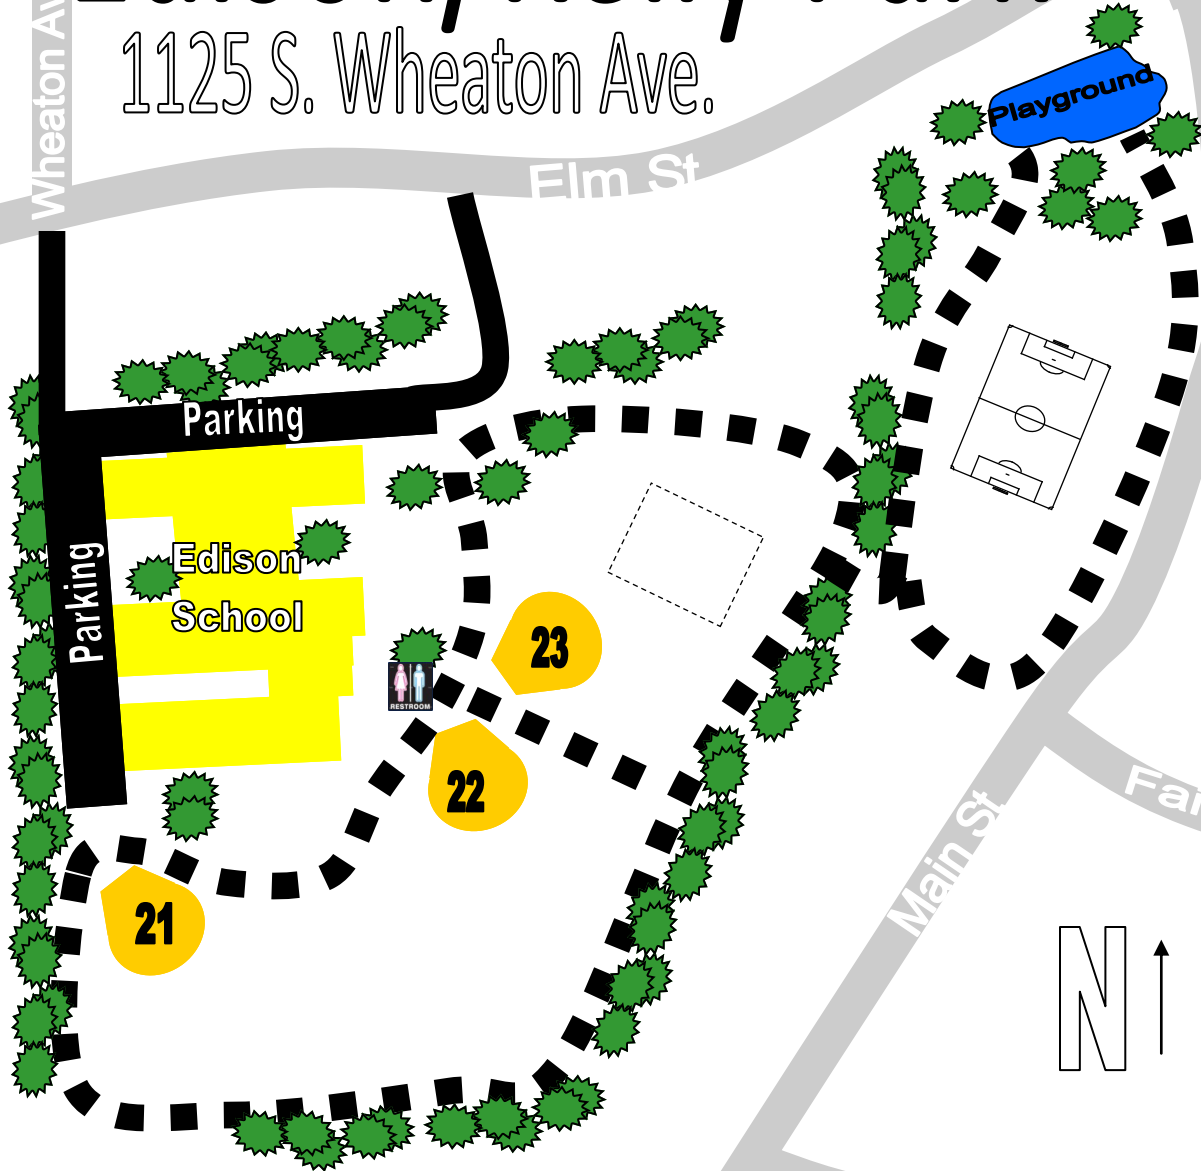 1125 S. Wheaton Ave.
Wheaton Av
Elm St
Playground
Parking
Parking
Edison
School
RESTROOM
23
22
21
Main St
N